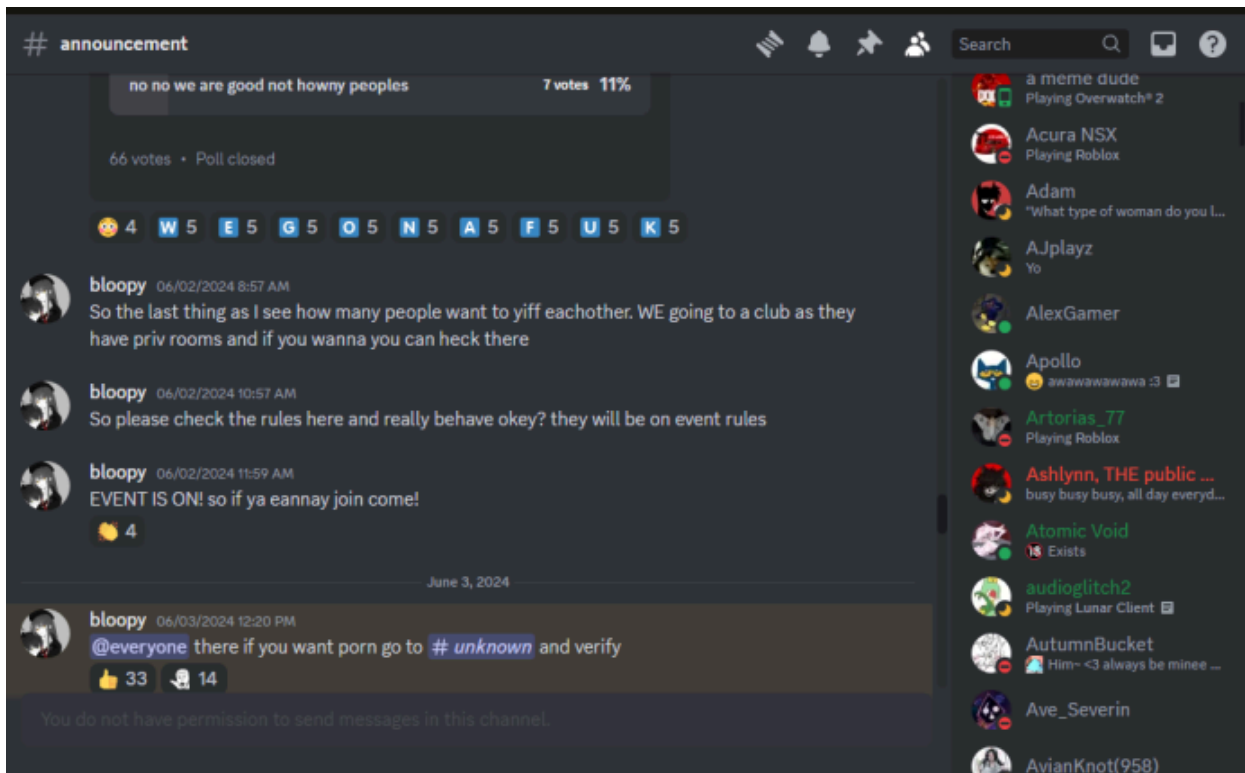 announcement
Search
no no we are good not howny peoples 7 votes 11%
66 votes • Poll closed
4 W 5 E 5 G 5 O 5 N 5 A 5 F 5 U 5 K 5
bloopy 06/02/2024 8:57 AM
So the last thing as I see how many people want to yiff eachother. WE going to a club as they
have priv rooms and if you wanna you can heck there
bloopy 06/02/2024 10:57 AM
So please check the rules here and really behave okey? they will be on event rules
bloopy 06/02/2024 11:59 AM
EVENT IS ON! so if ya eannay join come!
4
June 3, 2024
bloopy 06/03/2024 12:20 PM
@everyone there if you want porn go to # unknown and verify
33 14
You do not have permission to send messages in this channel.
a meme dude
Playing Overwatch® 2
Acura NSX
Playing Roblox
Adam
"What type of woman do you l...
AJplayz
Yo
AlexGamer
Apollo
awawawawawa :3
Artorias_77
Playing Roblox
Ashlynn, THE public ...
busy busy busy, all day everyd...
Atomic Void
18 Exists
audioglitch2
Playing Lunar Client
AutumnBucket
Him~ <3 always be minee ...
Ave_Severin
AvianKnot(958)